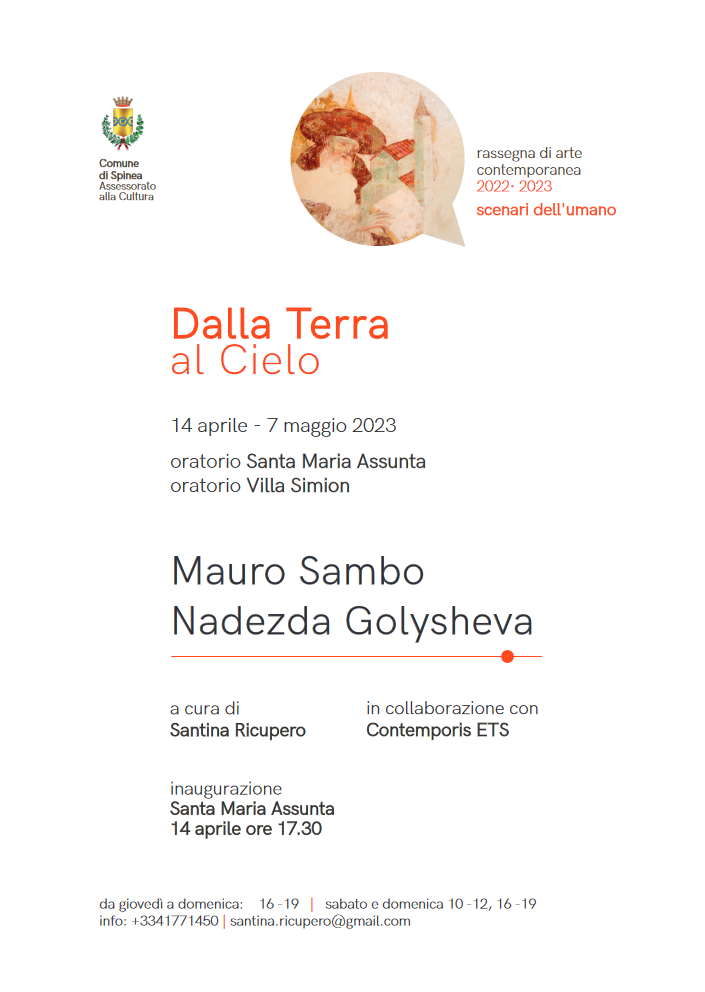 Comune
di Spinea
Assessorato
alla Cultura
rassegna di arte
contemporanea
2022· 2023
scenari dell'umano
Dalla Terra
al Cielo
14 aprile - 7 maggio 2023
oratorio Santa Maria Assunta
oratorio Villa Simion
Mauro Sambo
Nadezda Golysheva
a cura di
Santina Ricupero
in collaborazione con
Contemporis ETS
inaugurazione
Santa Maria Assunta
14 aprile ore 17.30
da giovedì a domenica: 16 -19 | sabato e domenica 10 -12, 16 -19
info: +3341771450 | santina.ricupero@gmail.com